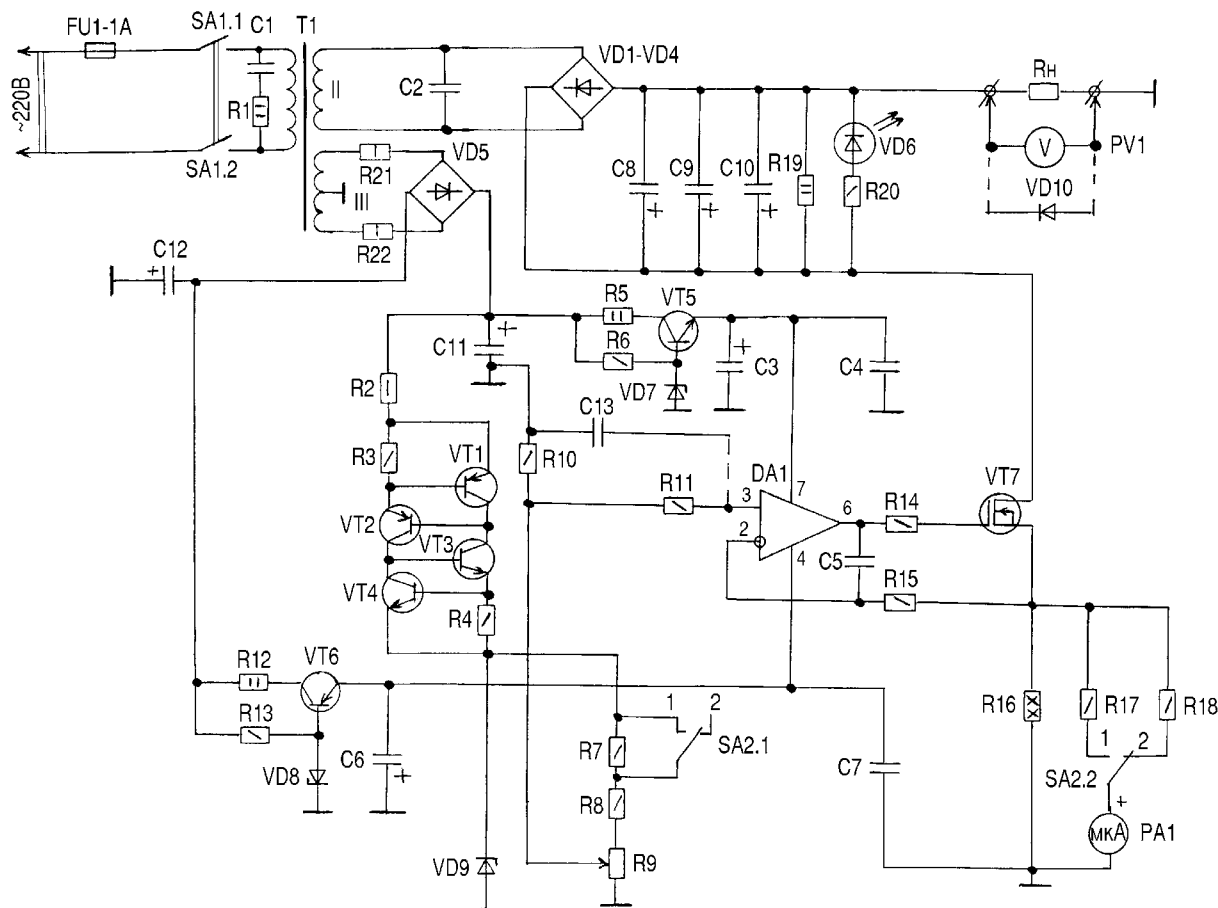 FU1-1A SA1.1 C1 T1
VD1-VD4
Rн
~220В
R1
II
C2
SA1.2
VD5
R21
III
R22
C8
C9
C10
R19
VD6
R20
V
PV1
VD10
C12
+
+
+
+
R5
VT5
+
C11
R6
+
C3
C4
VD7
R2
C13
R3
VT1
R10
R11
DA1
3
7
VT7
VT2
2
6
R14
VT3
4
C5
VT4
R15
R4
R12
VT6
R13
1
2
R16
R17
R18
R7
SA2.1
1
2
C6
C7
VD8
+
SA2.2
R8
+
мкА
PA1
VD9
R9